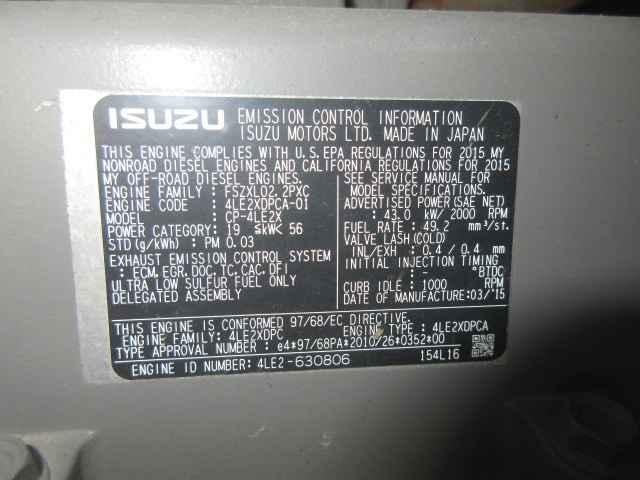 ISUZU EMISSION CONTROL INFORMATION
ISUZU MOTORS LTD. MADE IN JAPAN
THIS ENGINE COMPLIES WITH U.S. EPA REGULATIONS FOR 2015 MY
NONROAD DIESEL ENGINES AND CALIFORNIA REGULATIONS FOR 2015
MY OFF-ROAD DIESEL ENGINES.
ENGINE FAMILY : FSZXL02.2PXC
ENGINE CODE : 4LE2XDPCA-01
MODEL : CP-4LE2X
POWER CATEGORY: 19 ≤kW< 56
STD (g/kWh) : PM 0.03
EXHAUST EMISSION CONTROL SYSTEM
: ECM, EGR, DOC, TC, CAC, DFI
ULTRA LOW SULFUR FUEL ONLY
DELEGATED ASSEMBLY
SEE SERVICE MANUAL FOR
MODEL SPECIFICATIONS.
ADVERTISED POWER (SAE NET)
: 43.0 kW/ 2000 RPM
FUEL RATE : 49.2 mm³/st.
VALVE LASH (COLD)
IN/EXH : 0.4 / 0.4 mm
INITIAL INJECTION TIMING
: - °BTDC
CURB IDLE : 1000 RPM
DATE OF MANUFACTURE: 03/'15
THIS ENGINE IS CONFORMED 97/68/EC DIRECTIVE.
ENGINE FAMILY : 4LE2XDPC ENGINE TYPE : 4LE2XDPCA
TYPE APPROVAL NUMBER : e4*97/68PA*2010/26*0352*00
ENGINE ID NUMBER: 4LE2-630806 154L16